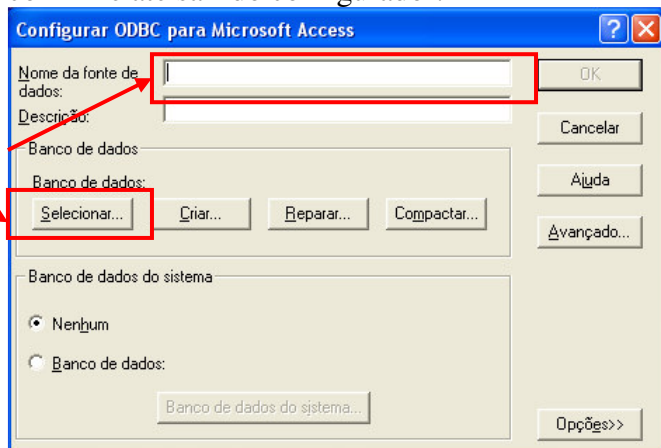 Configurar ODBC para Microsoft Access
Nome da fonte de dados:
OK
Descrição:
Cancelar
Banco de dados
Banco de dados:
Ajuda
Selecionar...
Criar...
Reparar...
Compactar...
Avançado...
Banco de dados do sistema
Nenhum
Banco de dados:
Banco de dados do sistema...
Opções>>